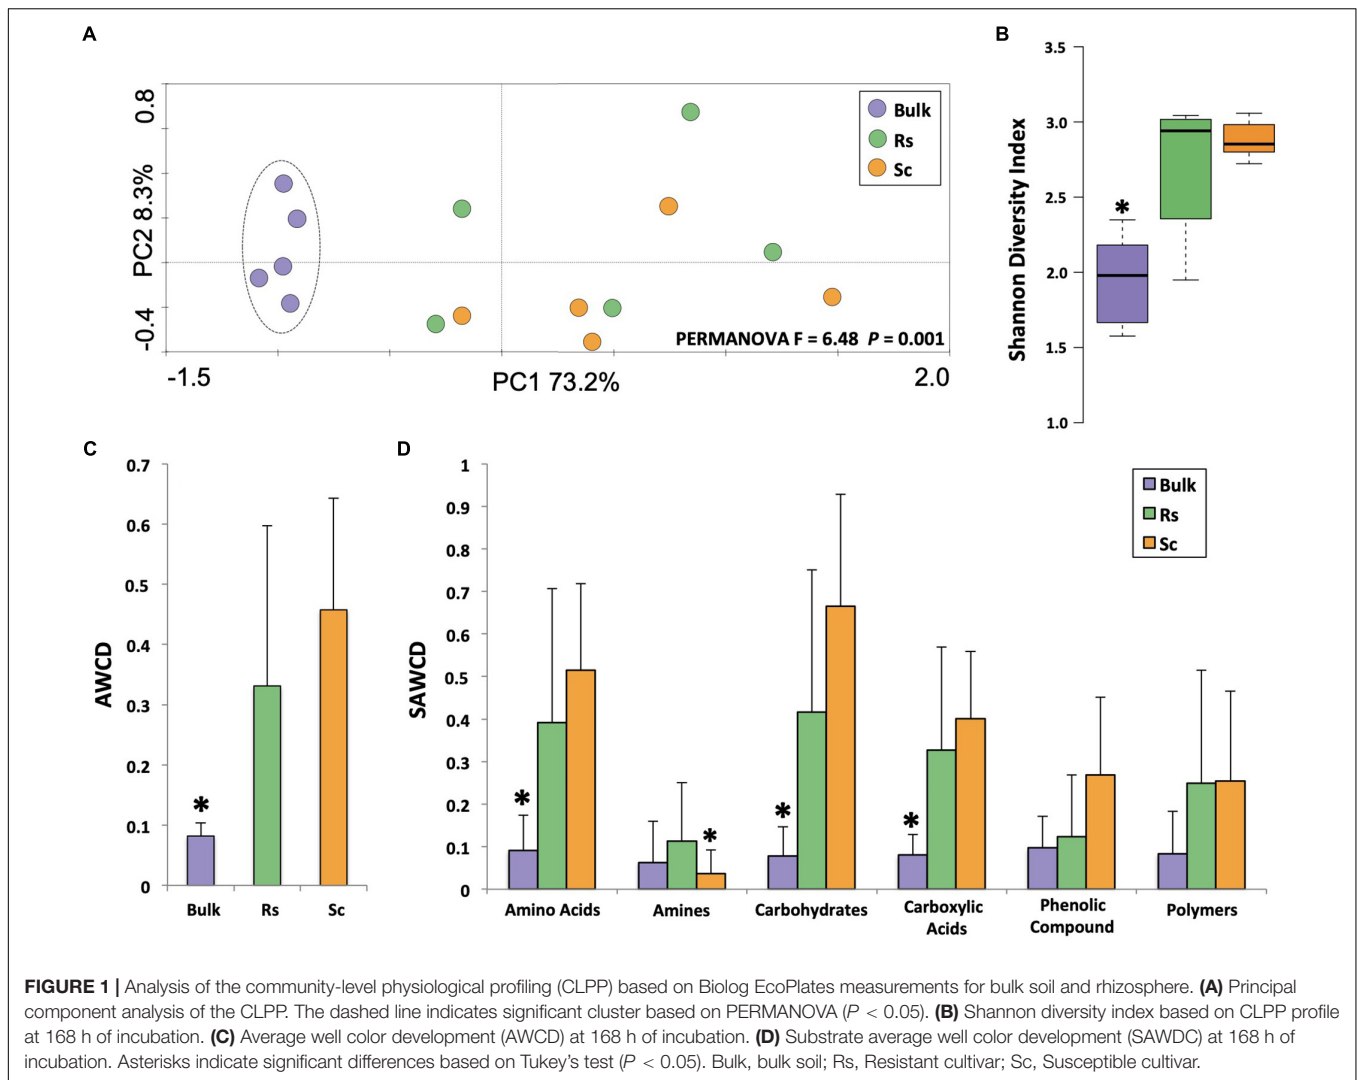 A
0.8
PC2 8.3%
-0.4
-1.5
PC1 73.2%
2.0
Bulk
Rs
Sc
PERMANOVA F = 6.48 P = 0.001
B
Shannon Diversity Index
3.5
3.0
2.5
2.0
1.5
1.0
*
C
AWCD
0.7
0.6
0.5
0.4
0.3
0.2
0.1
0
*
Bulk Rs Sc
D
SAWCD
1
0.9
0.8
0.7
0.6
0.5
0.4
0.3
0.2
0.1
0
* * * *
Amino Acids Amines Carbohydrates Carboxylic Acids Phenolic Compound Polymers
Bulk
Rs
Sc
FIGURE 1 | Analysis of the community-level physiological profiling (CLPP) based on Biolog EcoPlates measurements for bulk soil and rhizosphere. (A) Principal
component analysis of the CLPP. The dashed line indicates significant cluster based on PERMANOVA (P < 0.05). (B) Shannon diversity index based on CLPP profile
at 168 h of incubation. (C) Average well color development (AWCD) at 168 h of incubation. (D) Substrate average well color development (SAWDC) at 168 h of
incubation. Asterisks indicate significant differences based on Tukey's test (P < 0.05). Bulk, bulk soil; Rs, Resistant cultivar; Sc, Susceptible cultivar.